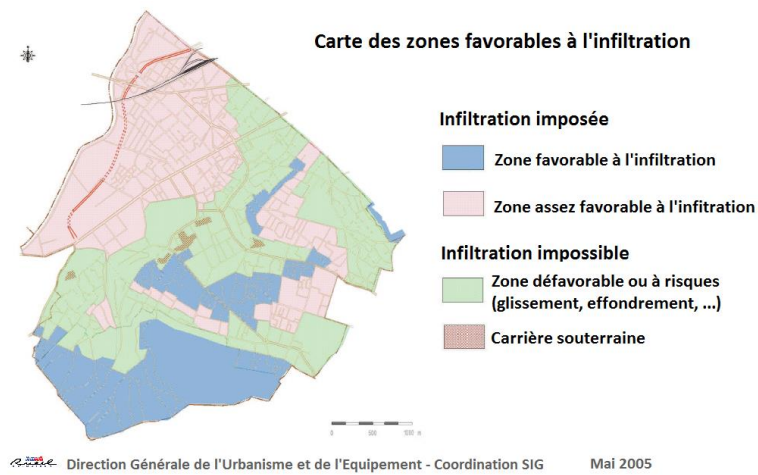 Carte des zones favorables à l'infiltration
Infiltration imposée
Zone favorable à l'infiltration
Zone assez favorable à l'infitration
Infiltration impossible
Zone défavorable ou à risques
(glissement, effondrement, ...)
Carrière souterraine
0 500 1000 m
Rueil Direction Générale de l'Urbanisme et de l'Equipement - Coordination SIG Mai 2005